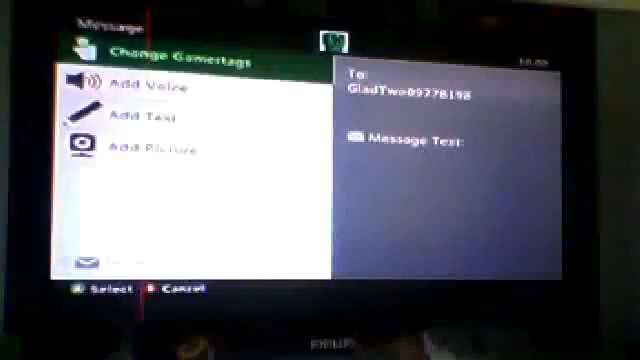 Message
Change Gamertags
Add Voice
Add Text
Add Picture
To:
GladTwo09778198
Message Text:
Select
Cancel
PHILIPS